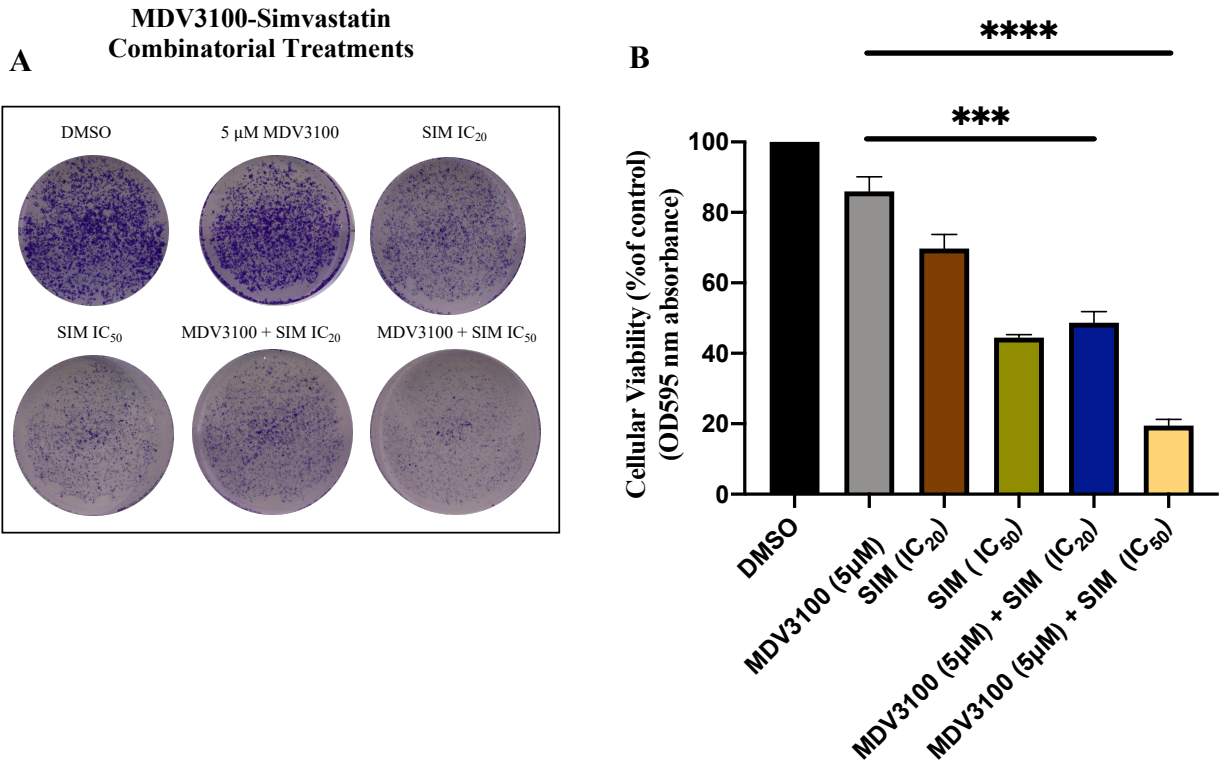 MDV3100-Simvastatin
Combinatorial Treatments
A
DMSO
5 μM MDV3100
SIM IC₂₀
SIM IC₅₀
MDV3100 + SIM IC₂₀
MDV3100 + SIM IC₅₀
B
****
***
Cellular Viability (%of control)
(OD595 nm absorbance)
100
80
60
40
20
0
DMSO
MDV3100 (5μM)
SIM (IC₂₀)
SIM ( IC₅₀)
MDV3100 (5μM) + SIM (IC₂₀)
MDV3100 (5μM) + SIM (IC₅₀)